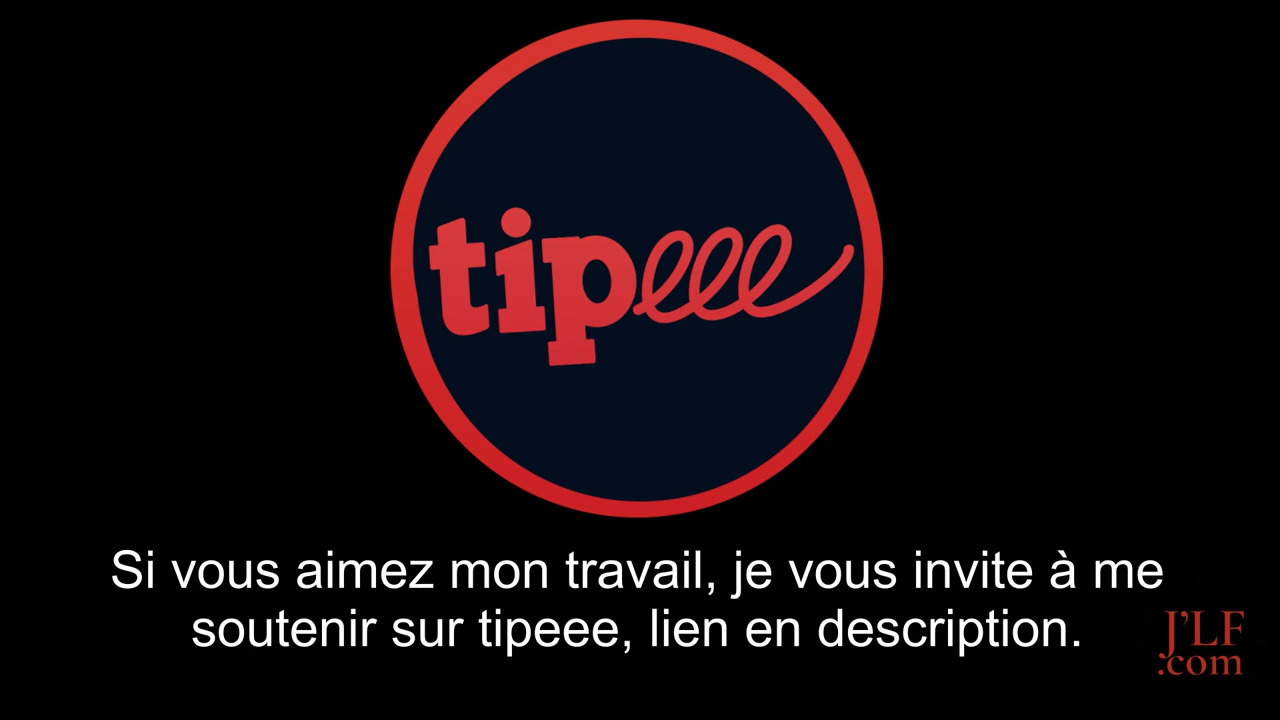 tipeee
Si vous aimez mon travail, je vous invite à me
soutenir sur tipeee, lien en description.
J'LF
.com